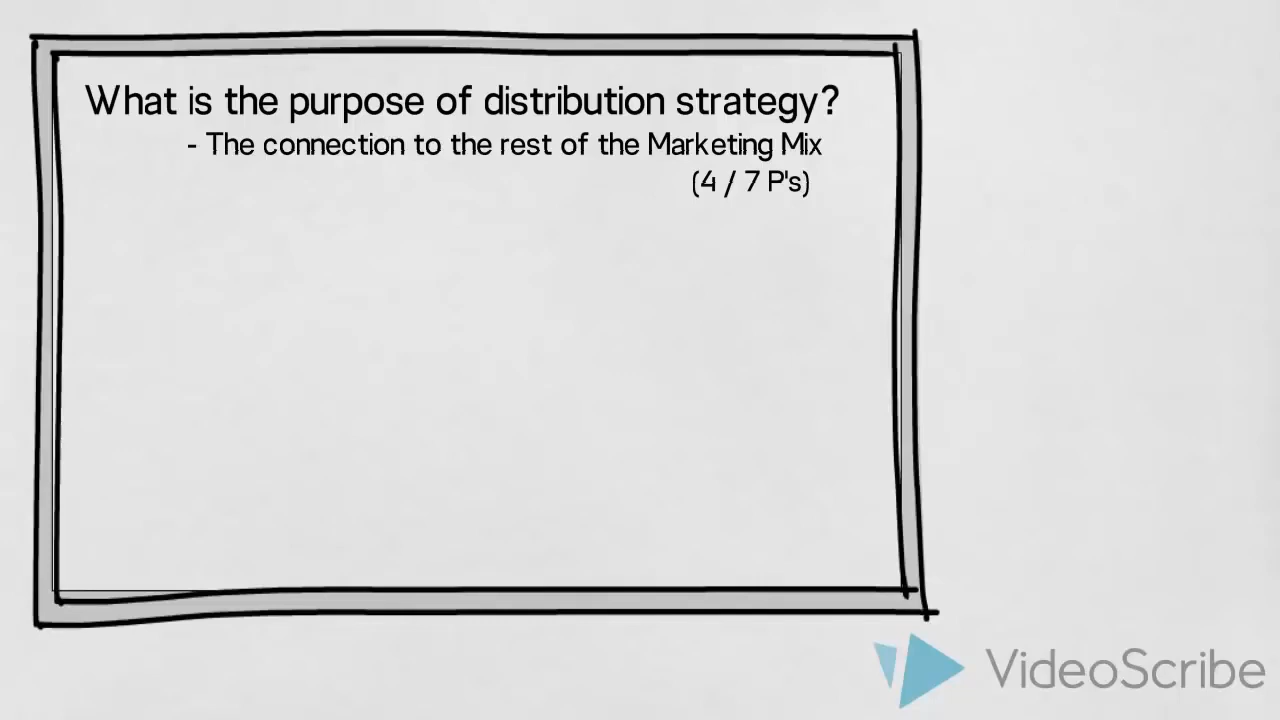 What is the purpose of distribution strategy?
- The connection to the rest of the Marketing Mix
(4 / 7 P's)
VideoScribe